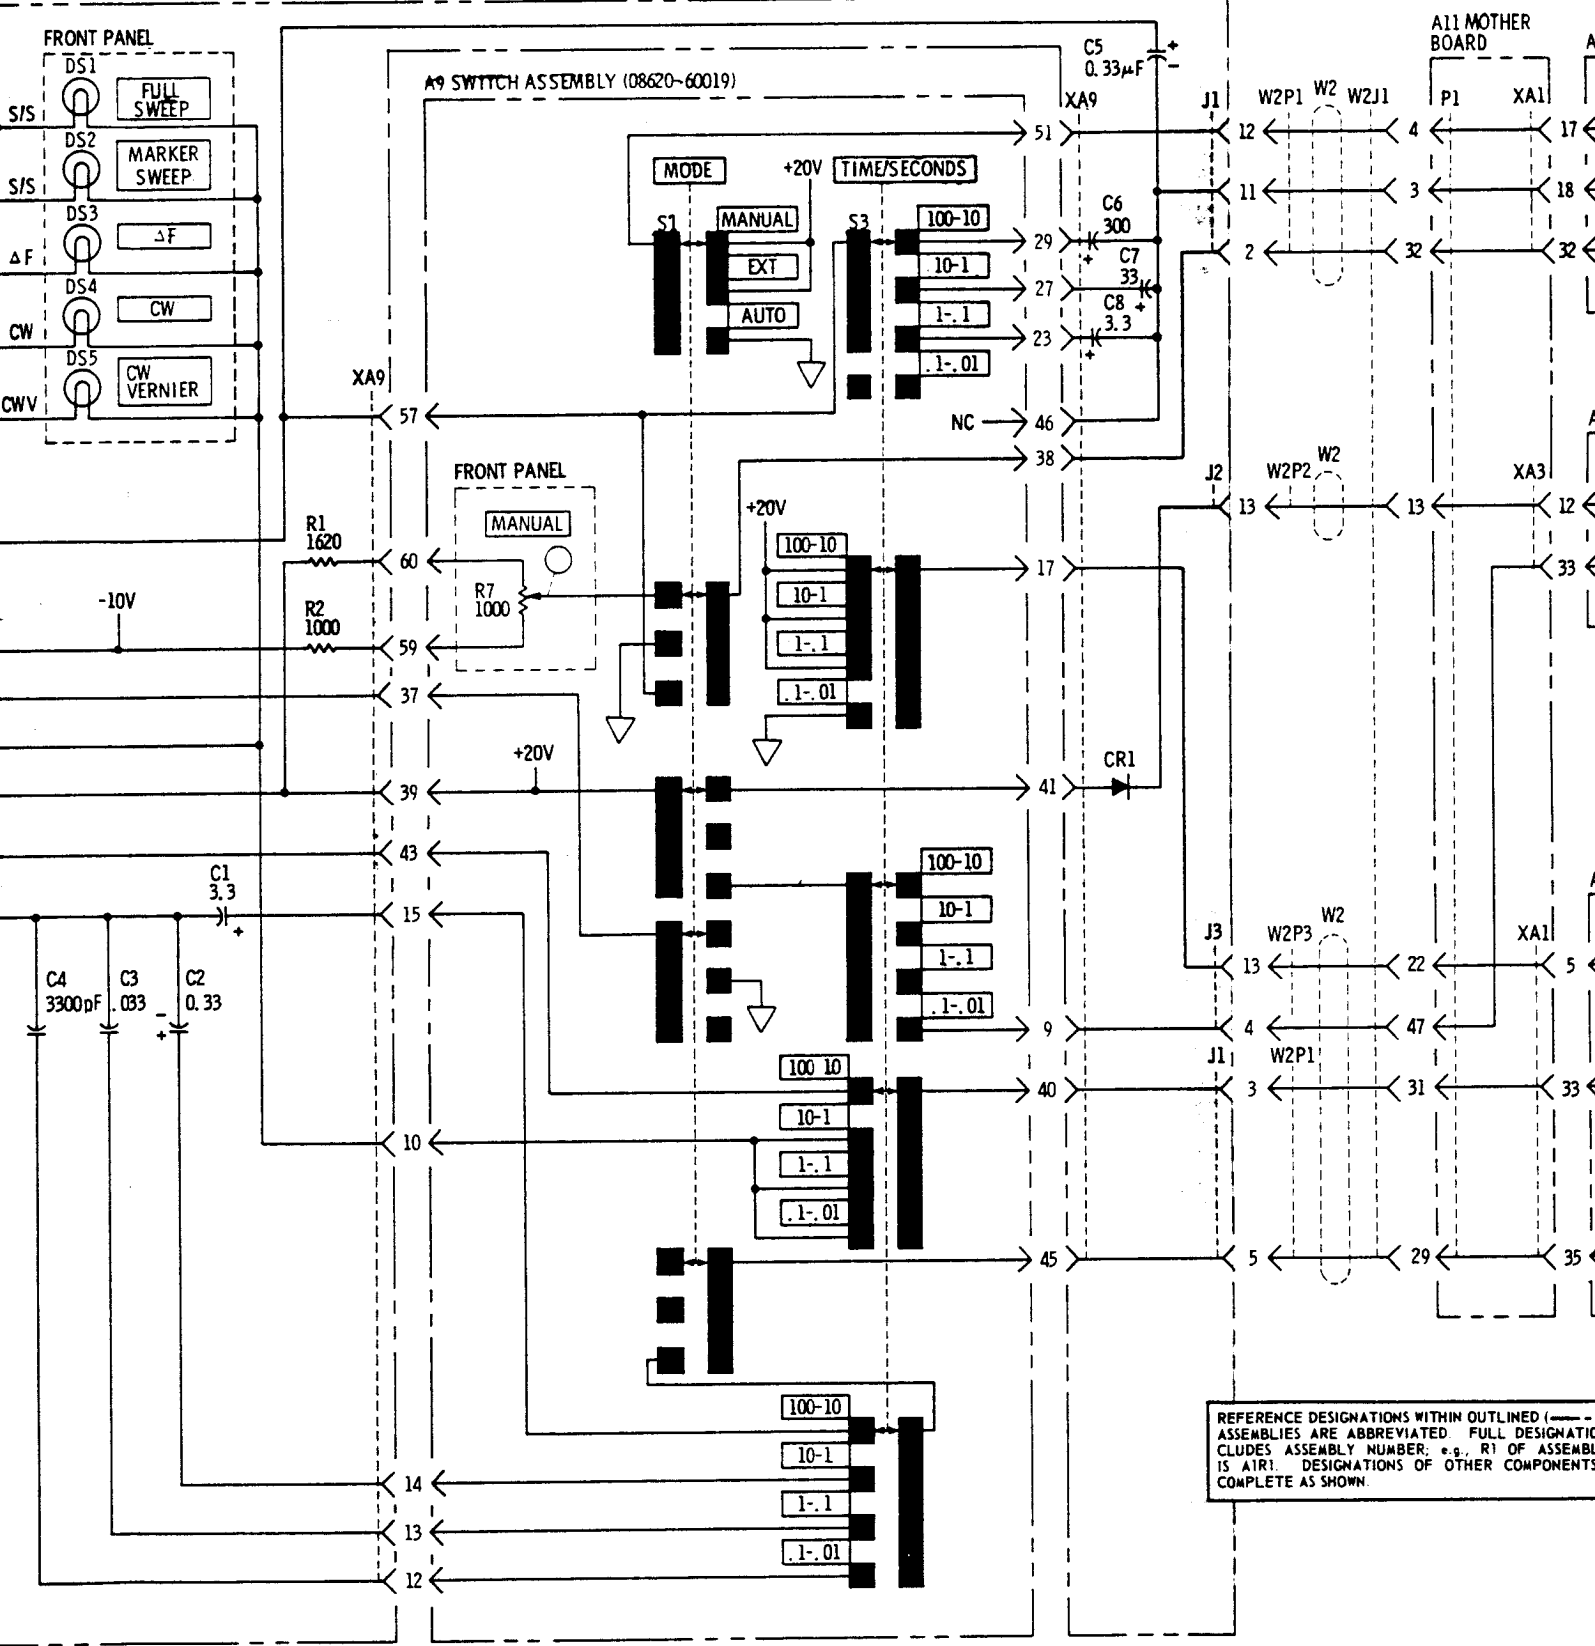 FRONT PANEL
DS1
FULL
SWEEP
S/S
DS2
MARKER
SWEEP
S/S
DS3
ΔF
ΔF
DS4
CW
CW
DS5
CW
VERNIER
CWV
A9 SWITCH ASSEMBLY (08620-60019)
MODE
+20V
TIME/SECONDS
S1
MANUAL
EXT
AUTO
S3
100-10
10-1
1-.1
.1-.01
51
29
27
23
NC
46
38
XA9
C5
0.33µF
C6
300
C7
33
C8
3.3
J1
12
11
2
W2P1
W2
W2J1
4
3
32
A11 MOTHER
BOARD
P1
XA1
17
18
32
XA9
57
FRONT PANEL
MANUAL
R7
1000
R1
1620
60
-10V
R2
1000
59
37
+20V
100-10
10-1
1-.1
.1-.01
17
J2
13
W2P2
W2
13
XA3
12
33
+20V
39
41
CR1
43
C1
3.3
+
15
100-10
10-1
1-.1
.1-.01
9
J3
13
4
W2P3
W2
22
47
XA1
5
C4
3300pF
C3
.033
C2
0.33
-
+
100 10
10-1
1-.1
.1-.01
40
J1
3
W2P1
31
33
10
45
5
29
35
100-10
10-1
1-.1
.1-.01
14
13
12
REFERENCE DESIGNATIONS WITHIN OUTLINED (
ASSEMBLIES ARE ABBREVIATED. FULL DESIGNATIO
CLUDES ASSEMBLY NUMBER; e.g., R1 OF ASSEMBL
IS A1R1. DESIGNATIONS OF OTHER COMPONENTS
COMPLETE AS SHOWN.